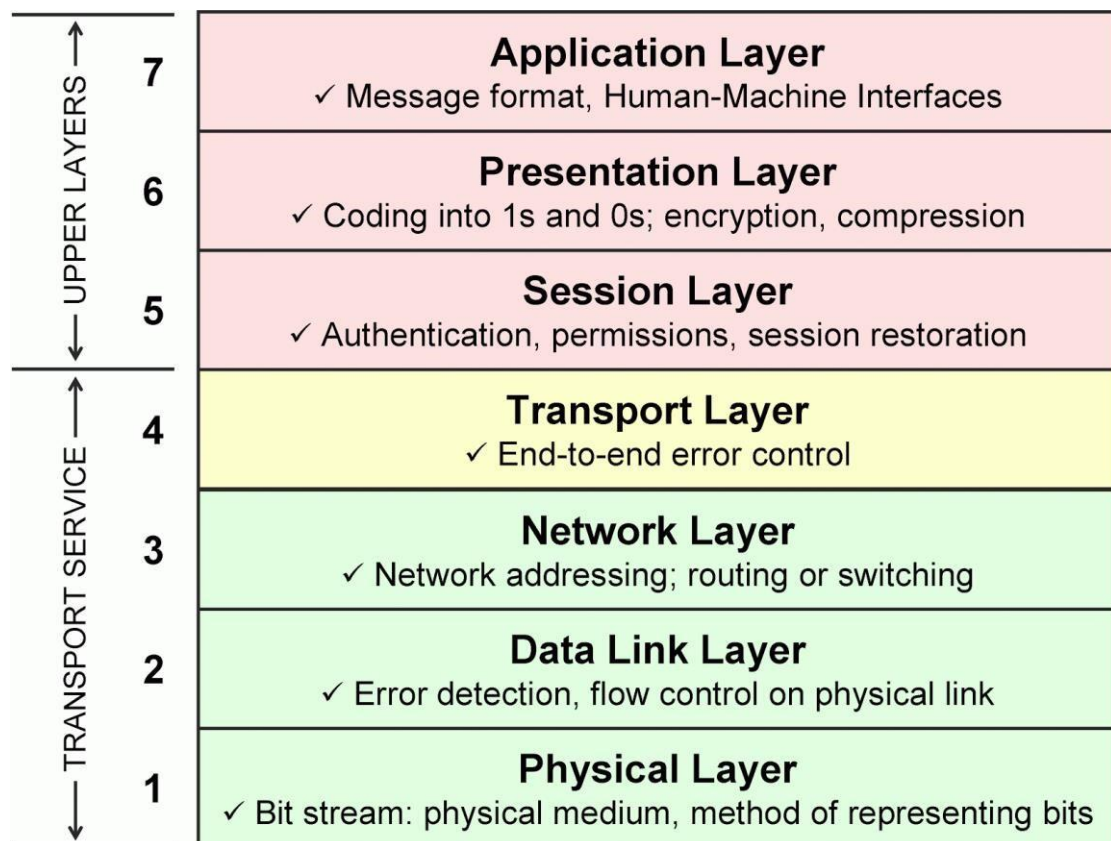 UPPER LAYERS
7
Application Layer
✓ Message format, Human-Machine Interfaces
6
Presentation Layer
✓ Coding into 1s and 0s; encryption, compression
5
Session Layer
✓ Authentication, permissions, session restoration
TRANSPORT SERVICE
4
Transport Layer
✓ End-to-end error control
3
Network Layer
✓ Network addressing; routing or switching
2
Data Link Layer
✓ Error detection, flow control on physical link
1
Physical Layer
✓ Bit stream: physical medium, method of representing bits